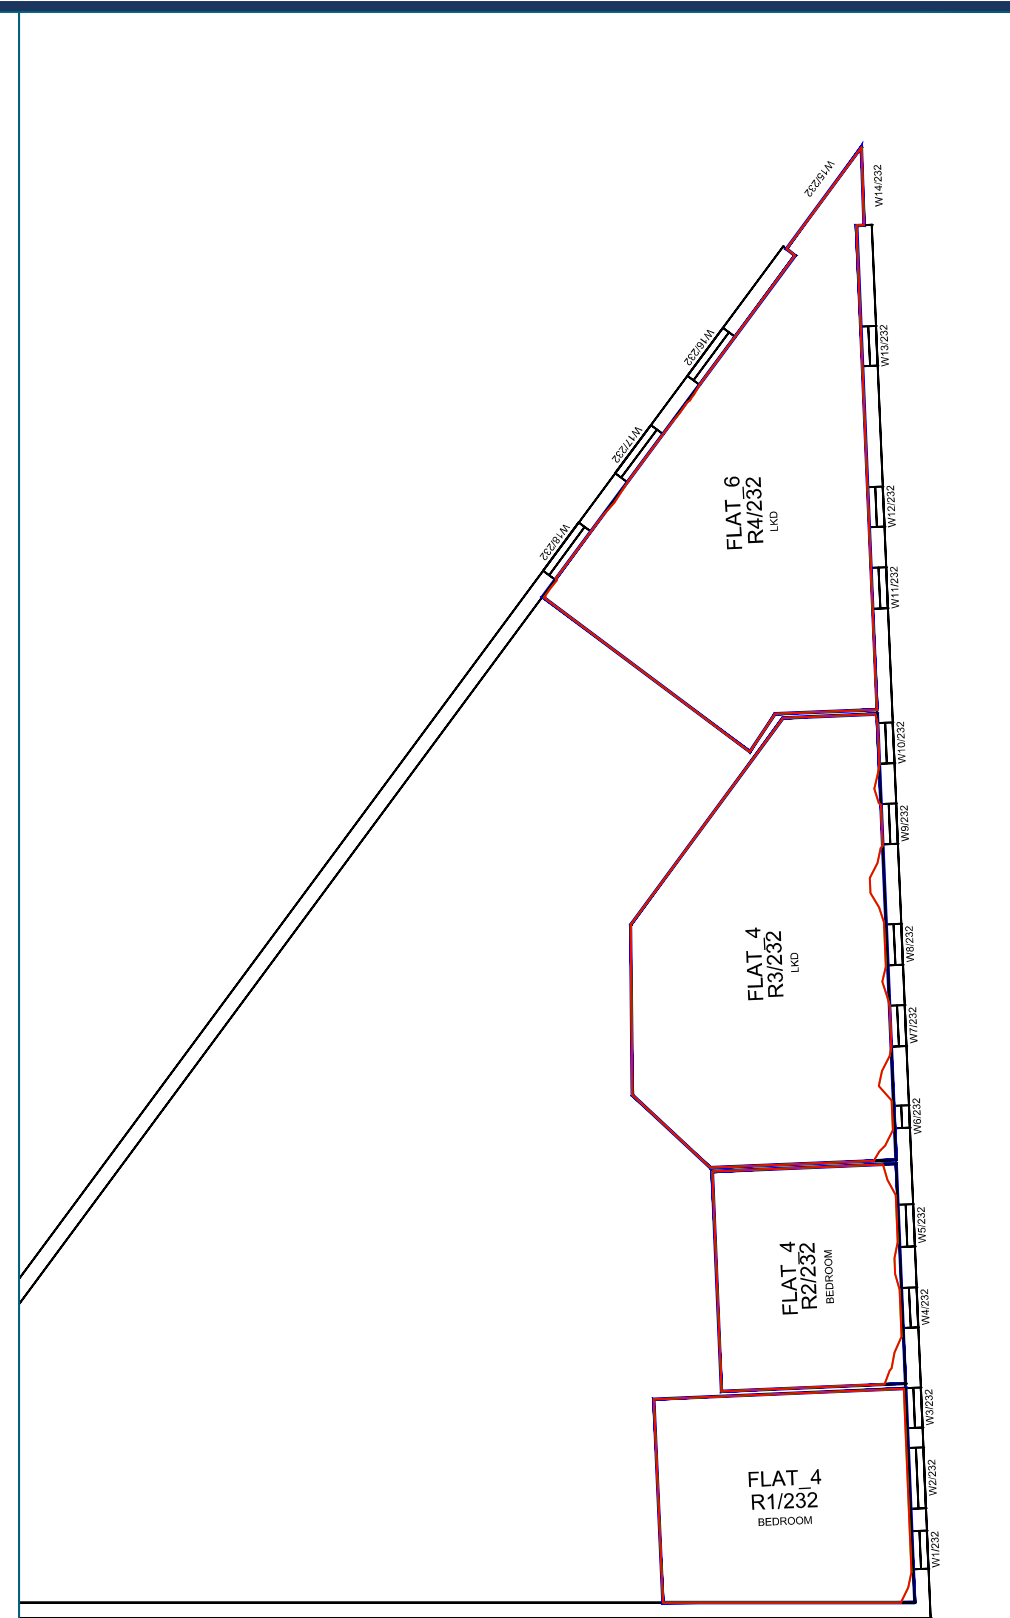 W15/232
W14/232
W16/232
W13/232
W17/232
FLAT_6
R4/232
LKD
W12/232
W18/232
W11/232
W10/232
W9/232
FLAT_4
R3/232
LKD
W8/232
W7/232
W6/232
W5/232
FLAT_4
R2/232
BEDROOM
W4/232
W3/232
FLAT_4
R1/232
BEDROOM
W2/232
W1/232